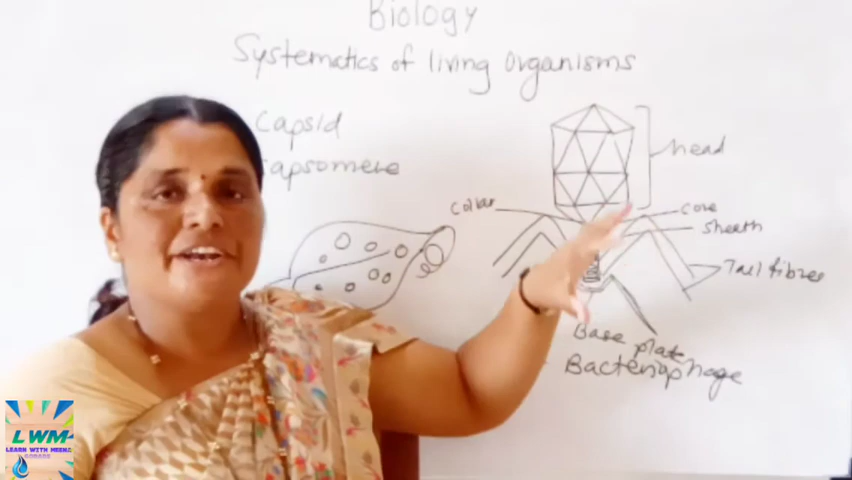 Biology
Systematics of living Organisms
Capsid
Capsomere
head
Collar
Core
Sheath
Tail fibres
Base plate
Bacteriophage
LWM
LEARN WITH MEENA